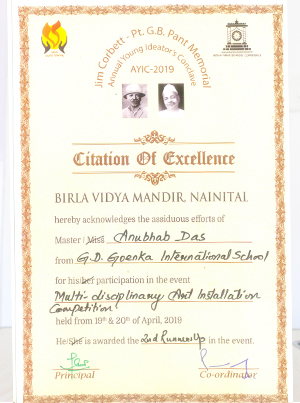 Jim Corbett - Pt. G.B. Pant Memorial
Annual Young Ideator's Conclave
AYIC-2019
Citation Of Excellence
BIRLA VIDYA MANDIR, NAINITAL
hereby acknowledges the assiduous efforts of
Master / Miss Anubhab Das
from G.D. Goenka International School
for his/her participation in the event
Multi-disciplinary Art Installation
Competition
held from 19th & 20th of April, 2019
He/She is awarded the 2nd Runners Up in the event.
Principal Co-ordinator